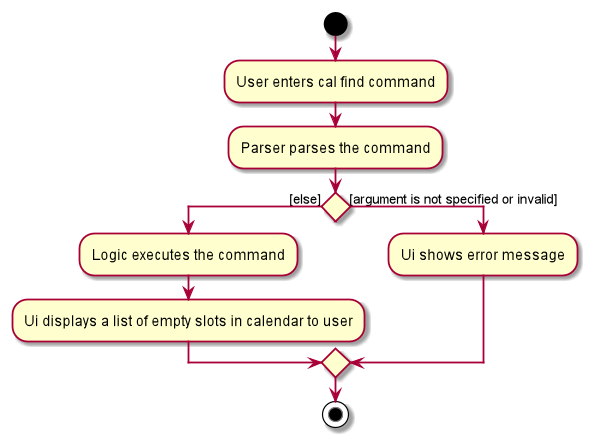 User enters cal find command
Parser parses the command
[else]
[argument is not specified or invalid]
Logic executes the command
Ui shows error message
Ui displays a list of empty slots in calendar to user